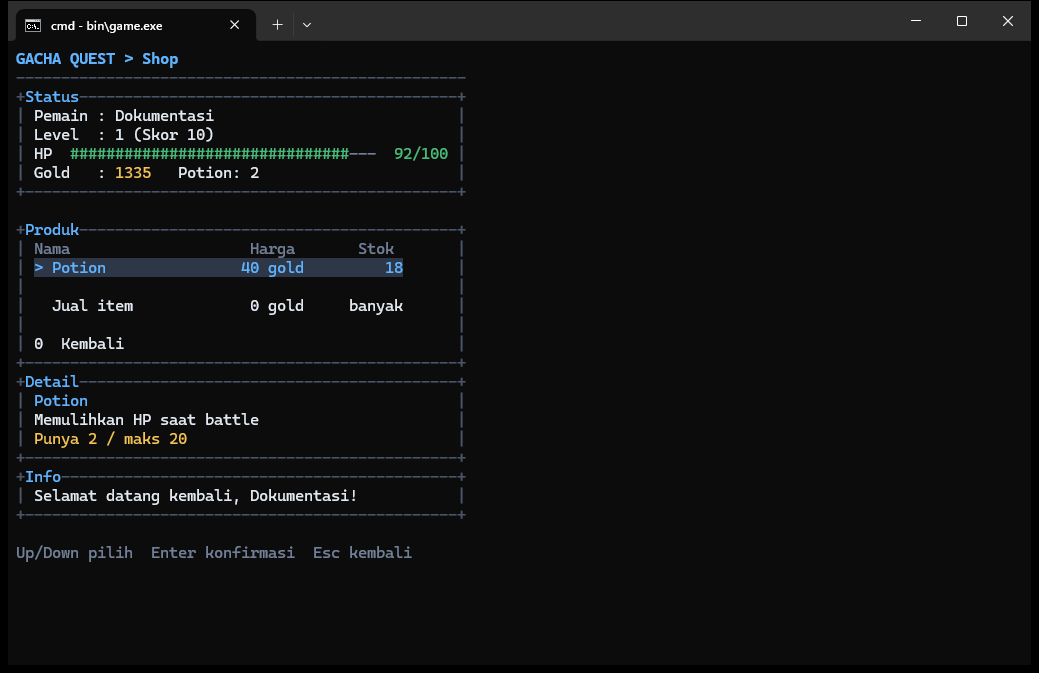 cmd - bin\game.exe
GACHA QUEST > Shop
--------------------------------------------------
+Status------------------------------------------+
| Pemain : Dokumentasi                           |
| Level  : 1 (Skor 10)                           |
| HP  ###############################---  92/100 |
| Gold   : 1335   Potion: 2                      |
+------------------------------------------------+
+Produk------------------------------------------+
| Nama                    Harga       Stok       |
| > Potion               40 gold         18      |
|                                                |
|   Jual item             0 gold     banyak      |
|                                                |
| 0  Kembali                                     |
+------------------------------------------------+
+Detail------------------------------------------+
| Potion                                         |
| Memulihkan HP saat battle                      |
| Punya 2 / maks 20                              |
+------------------------------------------------+
+Info--------------------------------------------+
| Selamat datang kembali, Dokumentasi!           |
+------------------------------------------------+
Up/Down pilih  Enter konfirmasi  Esc kembali